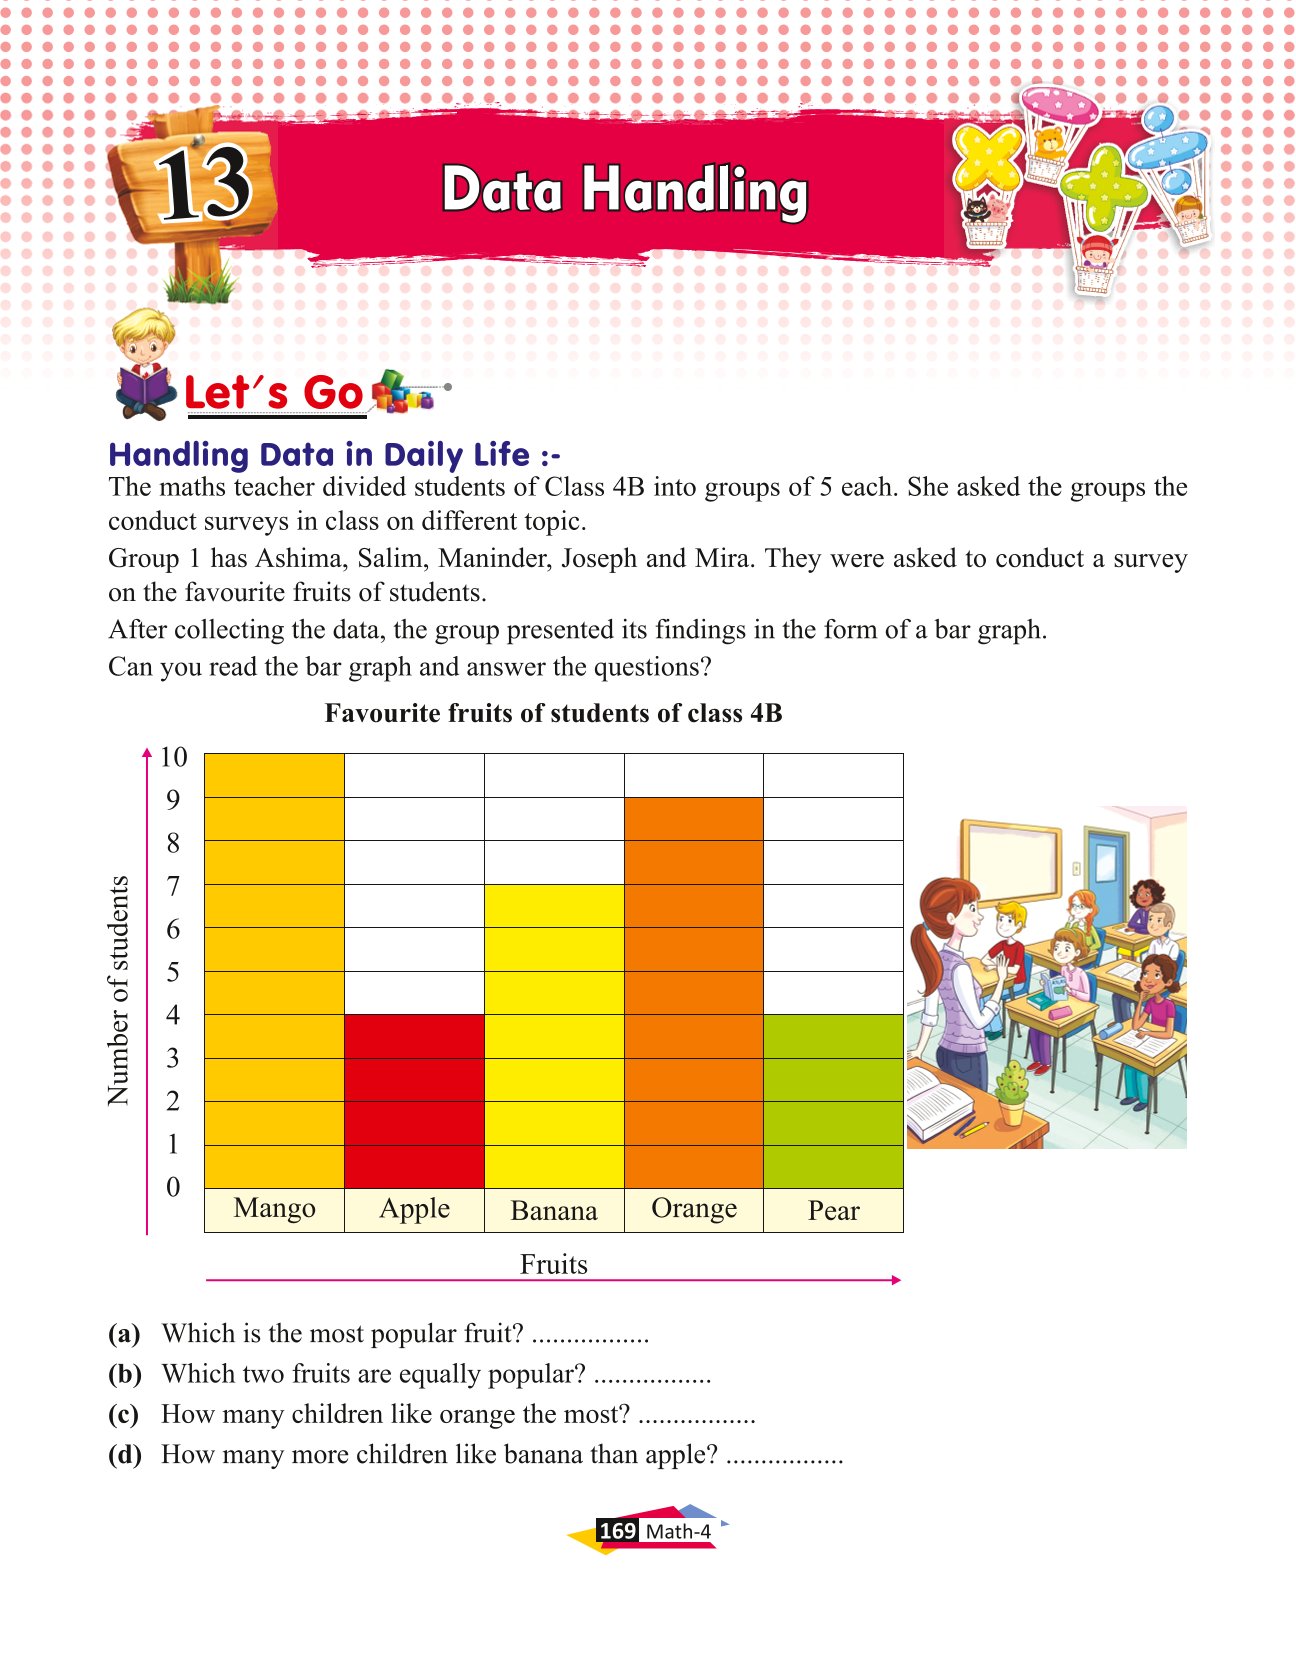 13
Data Handling
Let's Go
Handling Data in Daily Life :-
The maths teacher divided students of Class 4B into groups of 5 each. She asked the groups the
conduct surveys in class on different topic.
Group 1 has Ashima, Salim, Maninder, Joseph and Mira. They were asked to conduct a survey
on the favourite fruits of students.
After collecting the data, the group presented its findings in the form of a bar graph.
Can you read the bar graph and answer the questions?
Favourite fruits of students of class 4B
Number of students
10
9
8
7
6
5
4
3
2
1
0
Mango Apple Banana Orange Pear
Fruits
(a) Which is the most popular fruit? .................
(b) Which two fruits are equally popular? .................
(c) How many children like orange the most? .................
(d) How many more children like banana than apple? .................
169 Math-4